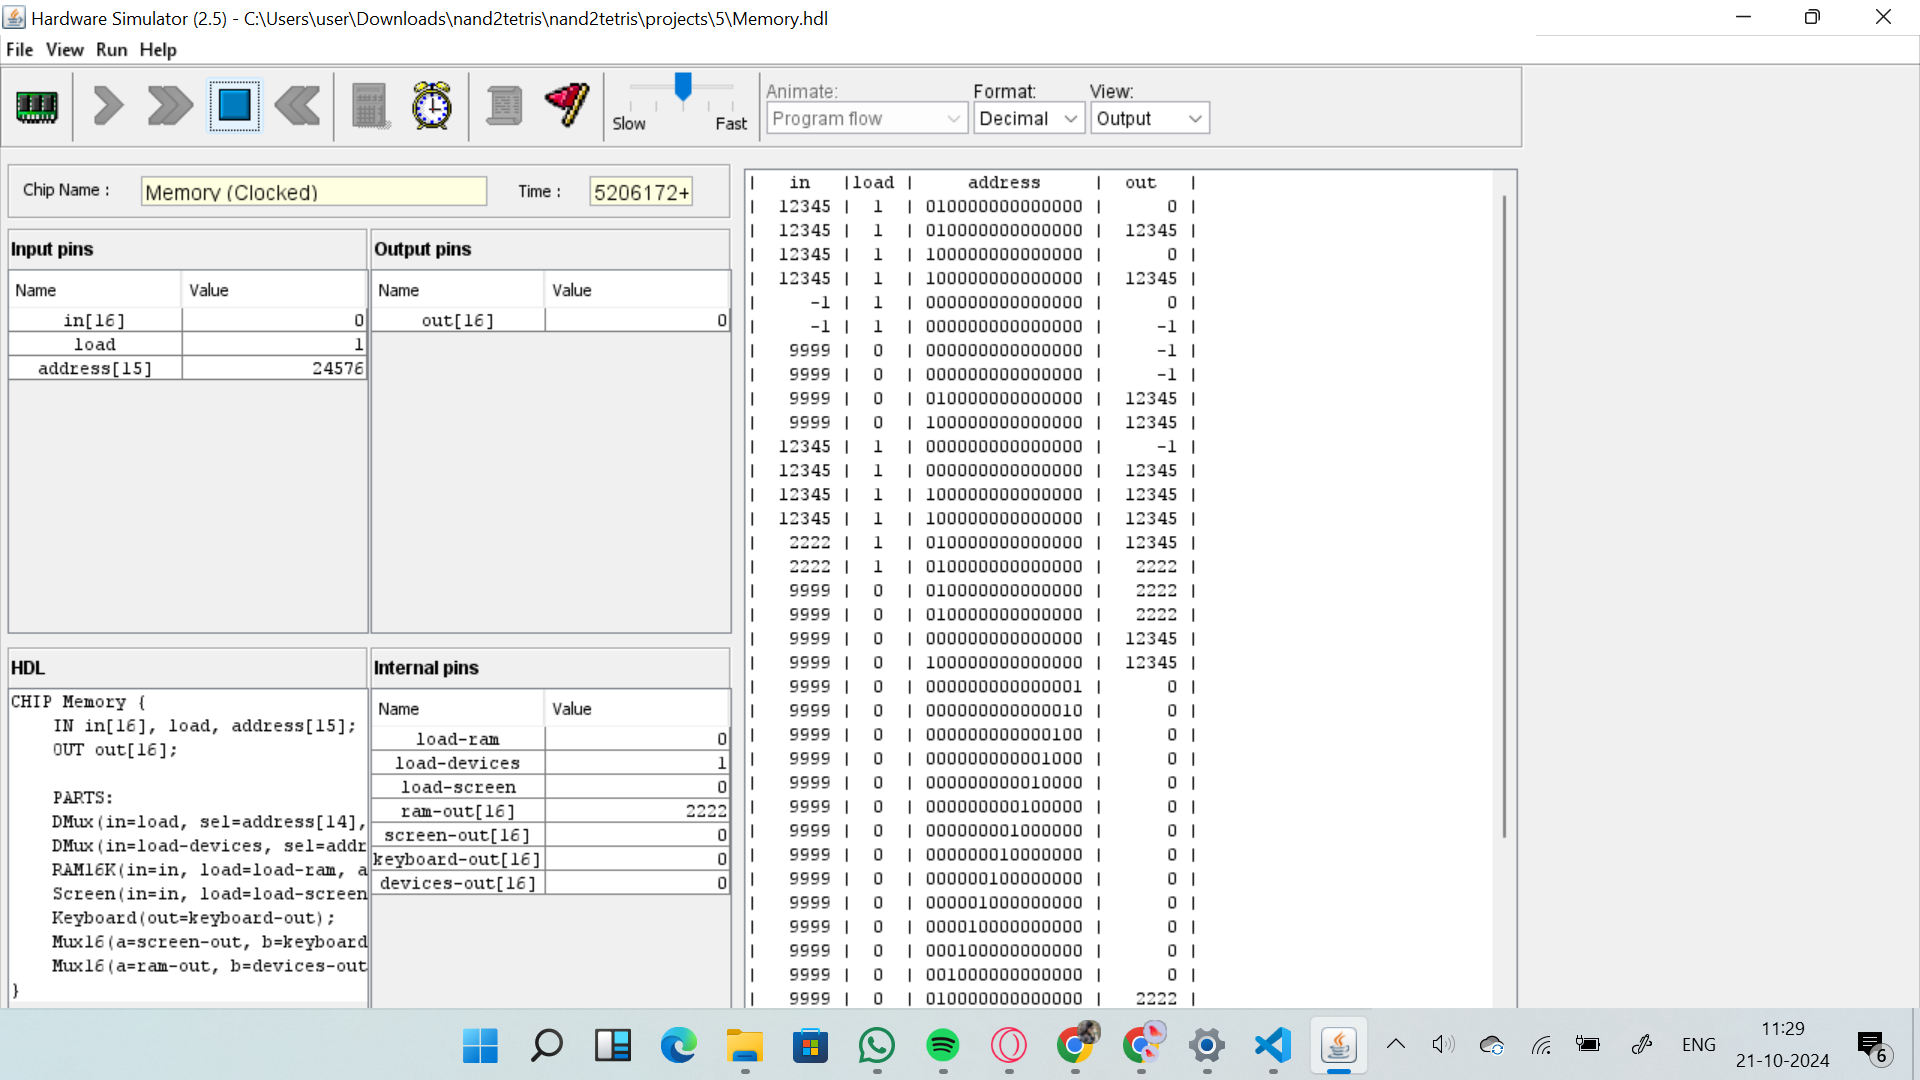 Hardware Simulator (2.5) - C:\Users\user\Downloads\nand2tetris\nand2tetris\projects\5\Memory.hdl
File View Run Help
Slow Fast
Animate: Format: View:
Program flow Decimal Output
Chip Name : Memory (Clocked) Time : 5206172+
Input pins
Name Value
in[16] 0
load 1
address[15] 24576
Output pins
Name Value
out[16] 0
HDL
CHIP Memory {
IN in[16], load, address[15];
OUT out[16];
PARTS:
DMux(in=load, sel=address[14],
DMux(in=load-devices, sel=addr
RAM16K(in=in, load=load-ram, a
Screen(in=in, load=load-screen
Keyboard(out=keyboard-out);
Mux16(a=screen-out, b=keyboard
Mux16(a=ram-out, b=devices-out
}
Internal pins
Name Value
load-ram 0
load-devices 1
load-screen 0
ram-out[16] 2222
screen-out[16] 0
keyboard-out[16] 0
devices-out[16] 0
| in |load | address | out |
| 12345 | 1 | 010000000000000 | 0 |
| 12345 | 1 | 010000000000000 | 12345 |
| 12345 | 1 | 100000000000000 | 0 |
| 12345 | 1 | 100000000000000 | 12345 |
| -1 | 1 | 000000000000000 | 0 |
| -1 | 1 | 000000000000000 | -1 |
| 9999 | 0 | 000000000000000 | -1 |
| 9999 | 0 | 000000000000000 | -1 |
| 9999 | 0 | 010000000000000 | 12345 |
| 9999 | 0 | 100000000000000 | 12345 |
| 12345 | 1 | 000000000000000 | -1 |
| 12345 | 1 | 000000000000000 | 12345 |
| 12345 | 1 | 100000000000000 | 12345 |
| 12345 | 1 | 100000000000000 | 12345 |
| 2222 | 1 | 010000000000000 | 12345 |
| 2222 | 1 | 010000000000000 | 2222 |
| 9999 | 0 | 010000000000000 | 2222 |
| 9999 | 0 | 010000000000000 | 2222 |
| 9999 | 0 | 000000000000000 | 12345 |
| 9999 | 0 | 100000000000000 | 12345 |
| 9999 | 0 | 000000000000001 | 0 |
| 9999 | 0 | 000000000000010 | 0 |
| 9999 | 0 | 000000000000100 | 0 |
| 9999 | 0 | 000000000001000 | 0 |
| 9999 | 0 | 000000000010000 | 0 |
| 9999 | 0 | 000000000100000 | 0 |
| 9999 | 0 | 000000001000000 | 0 |
| 9999 | 0 | 000000010000000 | 0 |
| 9999 | 0 | 000000100000000 | 0 |
| 9999 | 0 | 000001000000000 | 0 |
| 9999 | 0 | 000010000000000 | 0 |
| 9999 | 0 | 000100000000000 | 0 |
| 9999 | 0 | 001000000000000 | 0 |
| 9999 | 0 | 010000000000000 | 2222 |
ENG
11:29
21-10-2024
6